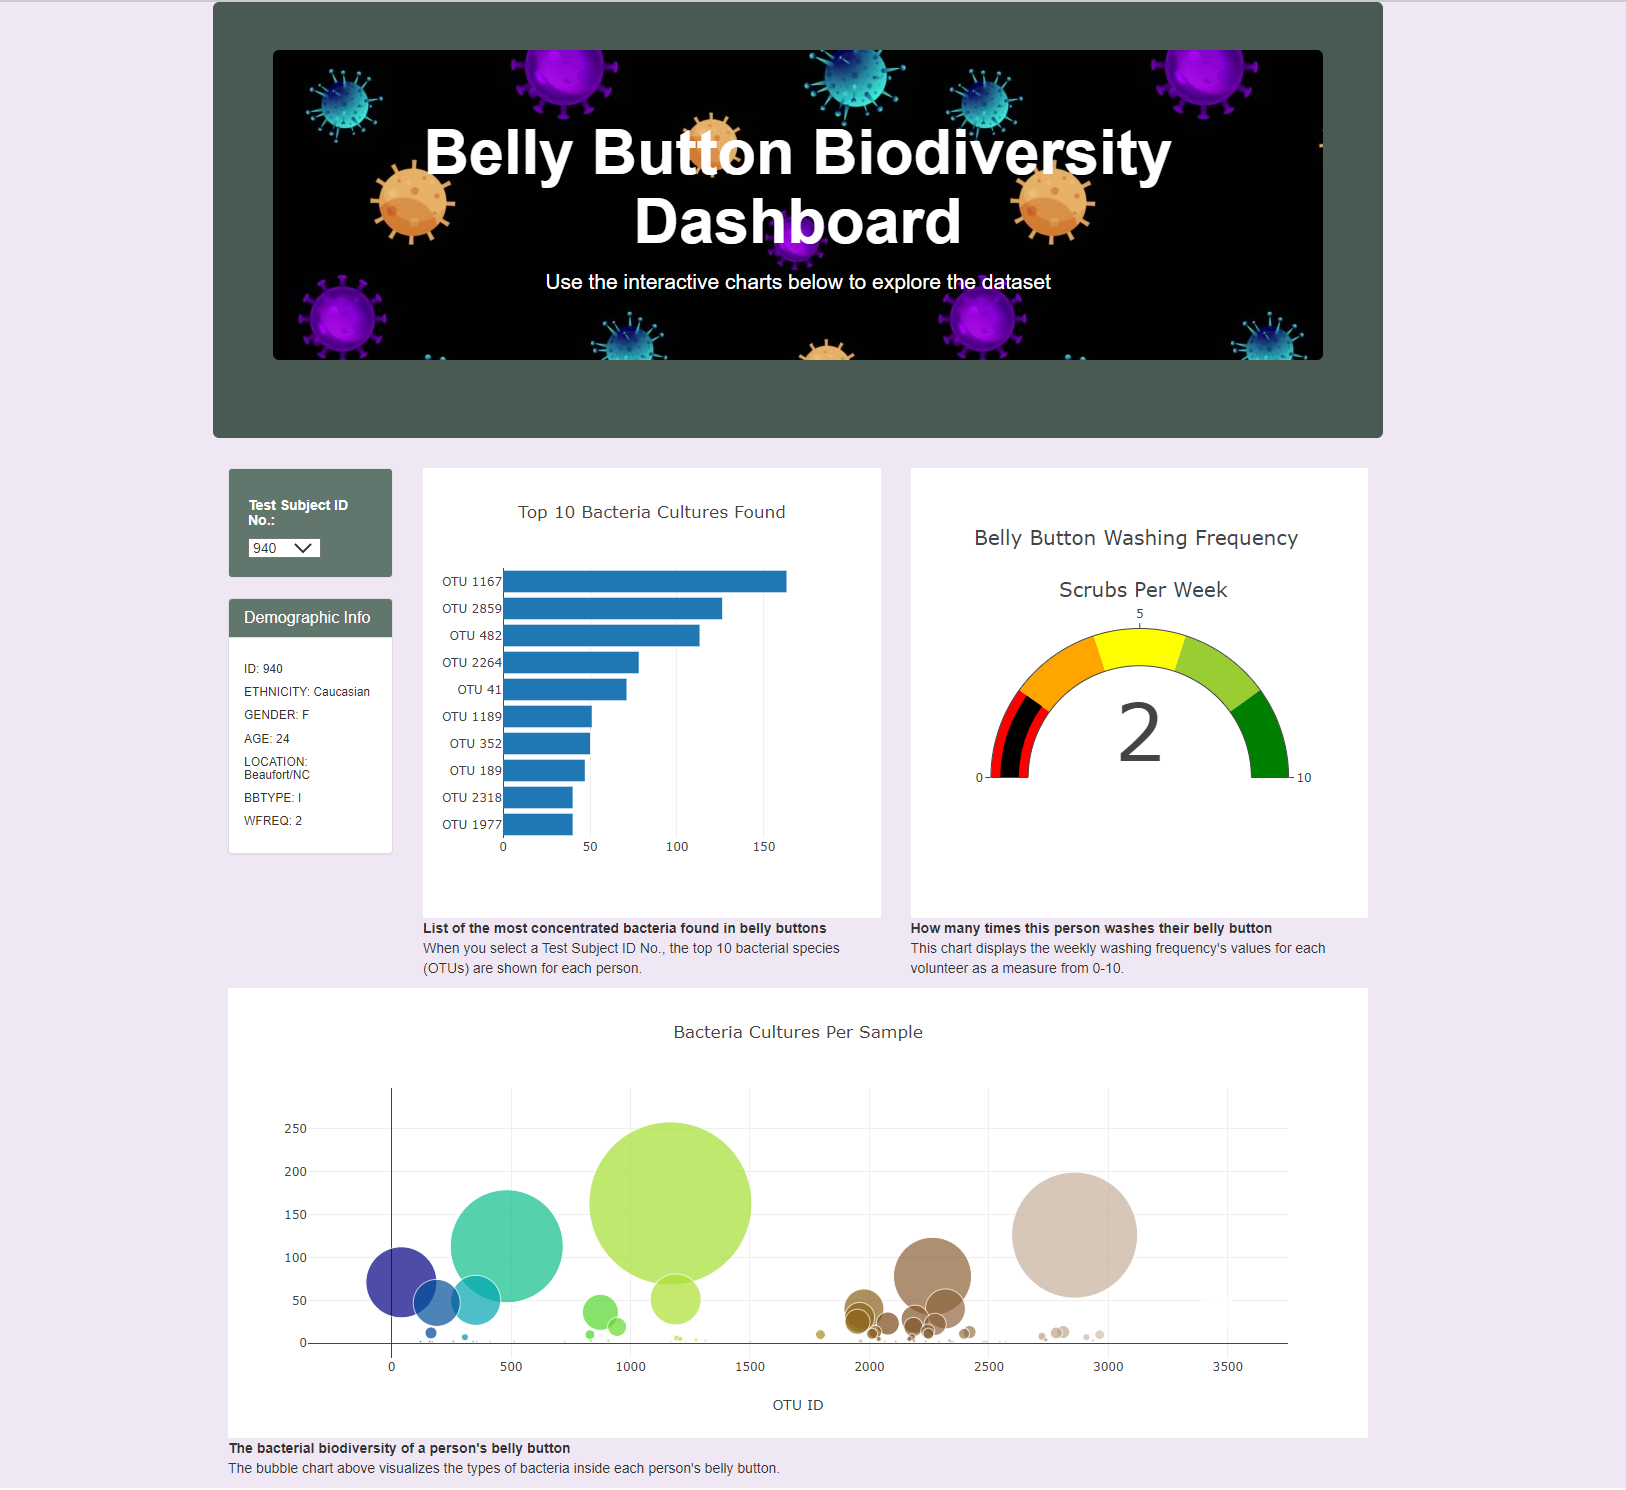 Belly Button Biodiversity
Dashboard
Use the interactive charts below to explore the dataset
Test Subject ID
No.:
940
Demographic Info
ID: 940
ETHNICITY: Caucasian
GENDER: F
AGE: 24
LOCATION:
Beaufort/NC
BBTYPE: I
WFREQ: 2
Top 10 Bacteria Cultures Found
OTU 1167
OTU 2859
OTU 482
OTU 2264
OTU 41
OTU 1189
OTU 352
OTU 189
OTU 2318
OTU 1977
0 50 100 150
List of the most concentrated bacteria found in belly buttons
When you select a Test Subject ID No., the top 10 bacterial species
(OTUs) are shown for each person.
Belly Button Washing Frequency
Scrubs Per Week
5
2
0 10
How many times this person washes their belly button
This chart displays the weekly washing frequency's values for each
volunteer as a measure from 0-10.
Bacteria Cultures Per Sample
250
200
150
100
50
0
0 500 1000 1500 2000 2500 3000 3500
OTU ID
The bacterial biodiversity of a person's belly button
The bubble chart above visualizes the types of bacteria inside each person's belly button.